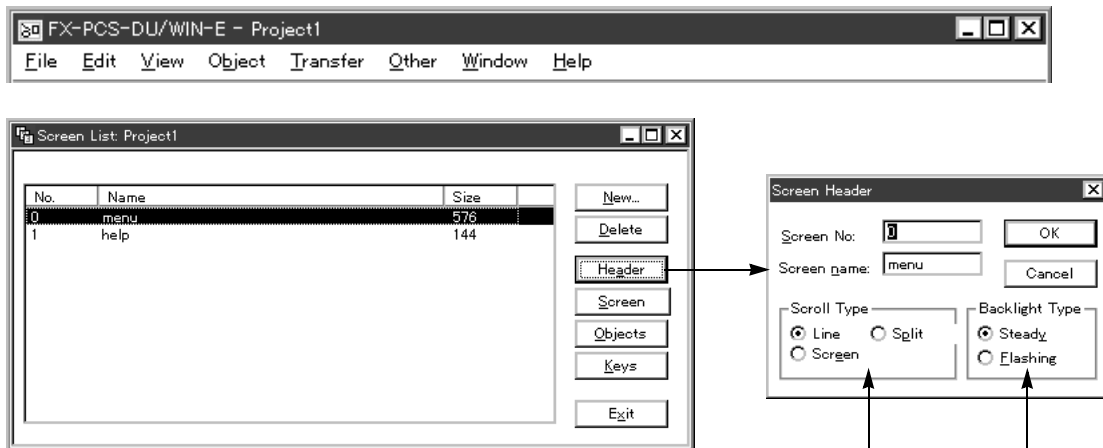 FX-PCS-DU/WIN-E - Project1
File Edit View Object Transfer Other Window Help
Screen List: Project1
No. Name Size
0 menu 576
1 help 144
New...
Delete
Header
Screen
Objects
Keys
Exit
Screen Header
Screen No: 0 OK
Screen name: menu Cancel
Scroll Type Backlight Type
Line Split Steady
Screen Flashing